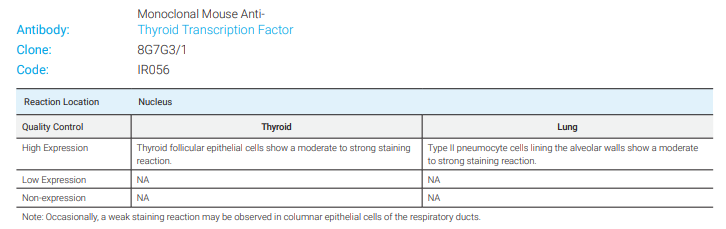 Monoclonal Mouse Anti-
Antibody: Thyroid Transcription Factor
Clone: 8G7G3/1
Code: IR056
Reaction Location Nucleus
Quality Control Thyroid Lung
High Expression Thyroid follicular epithelial cells show a moderate to strong staining Type II pneumocyte cells lining the alveolar walls show a moderate
reaction. to strong staining reaction.
Low Expression NA NA
Non-expression NA NA
Note: Occasionally, a weak staining reaction may be observed in columnar epithelial cells of the respiratory ducts.